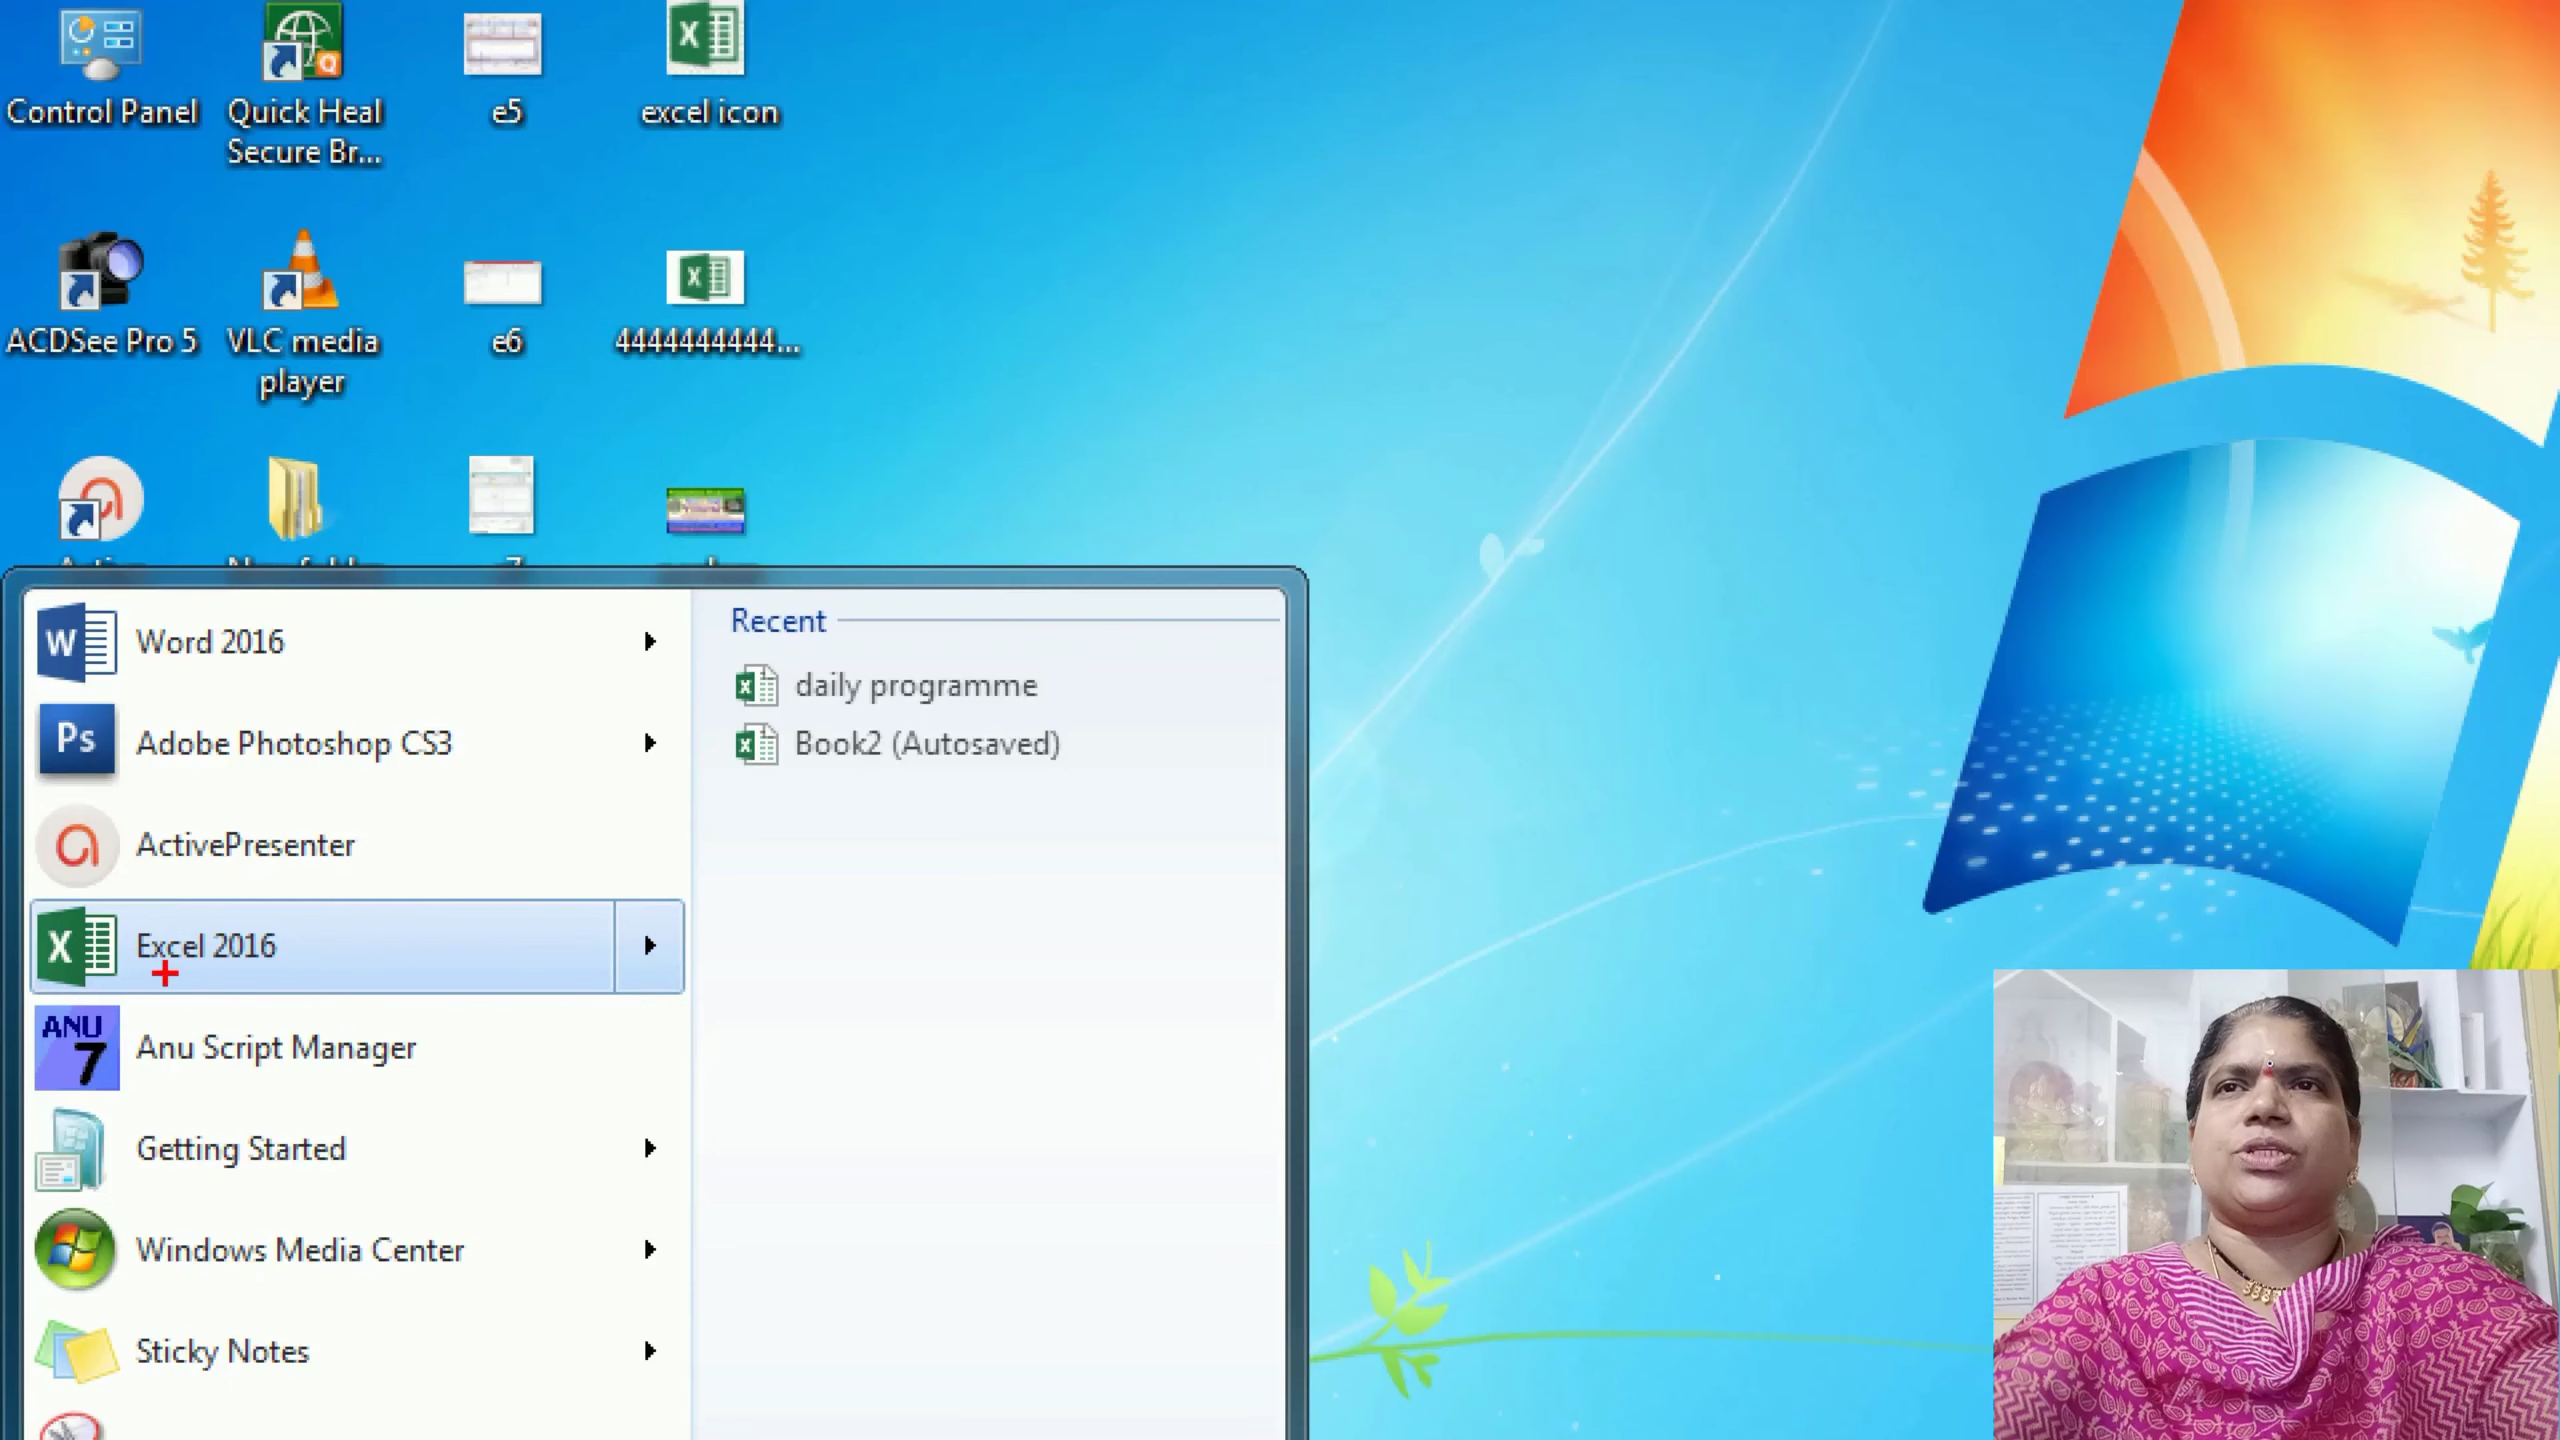 Control Panel
Quick Heal
Secure Br...
e5
excel icon
ACDSee Pro 5
VLC media
player
e6
4444444444...
W
Word 2016
Ps
Adobe Photoshop CS3
ActivePresenter
X
Excel 2016
ANU
7
Anu Script Manager
Getting Started
Windows Media Center
Sticky Notes
Recent
daily programme
Book2 (Autosaved)